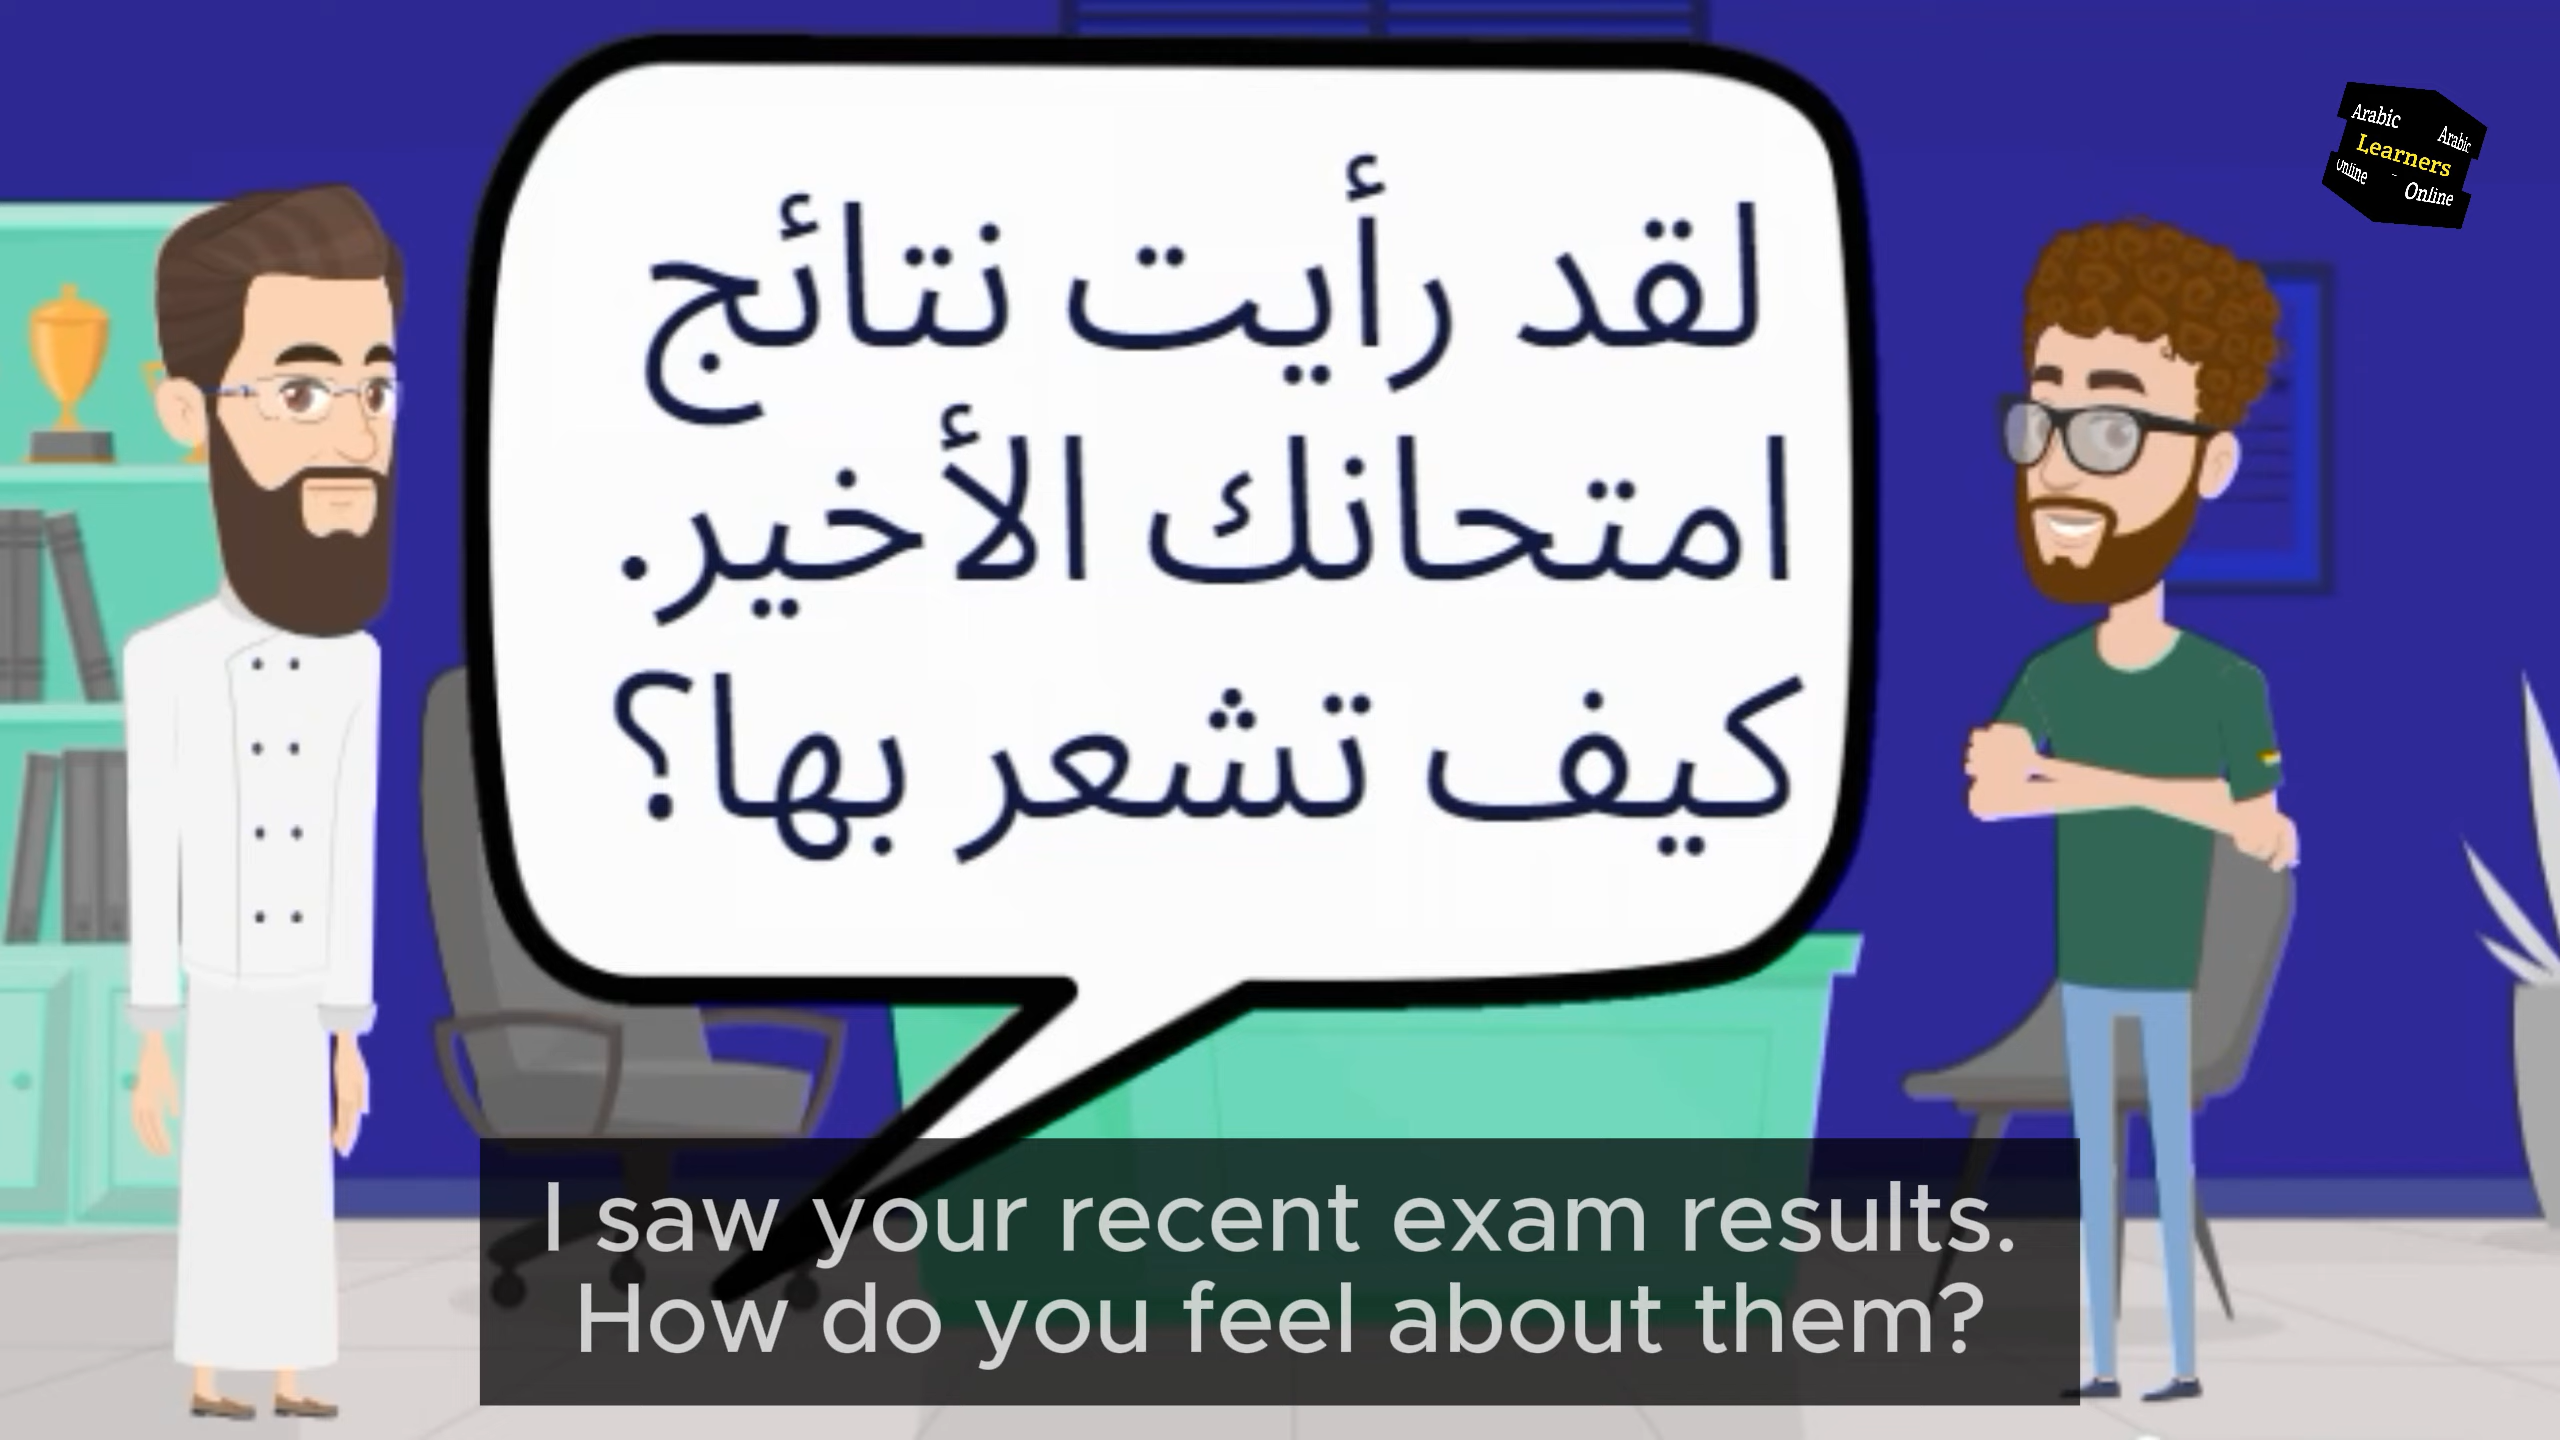 لقد رأيت نتائج
امتحانك الأخير.
كيف تشعر بها؟
I saw your recent exam results.
How do you feel about them?
Arabic Arabic
Learners
Online - Online